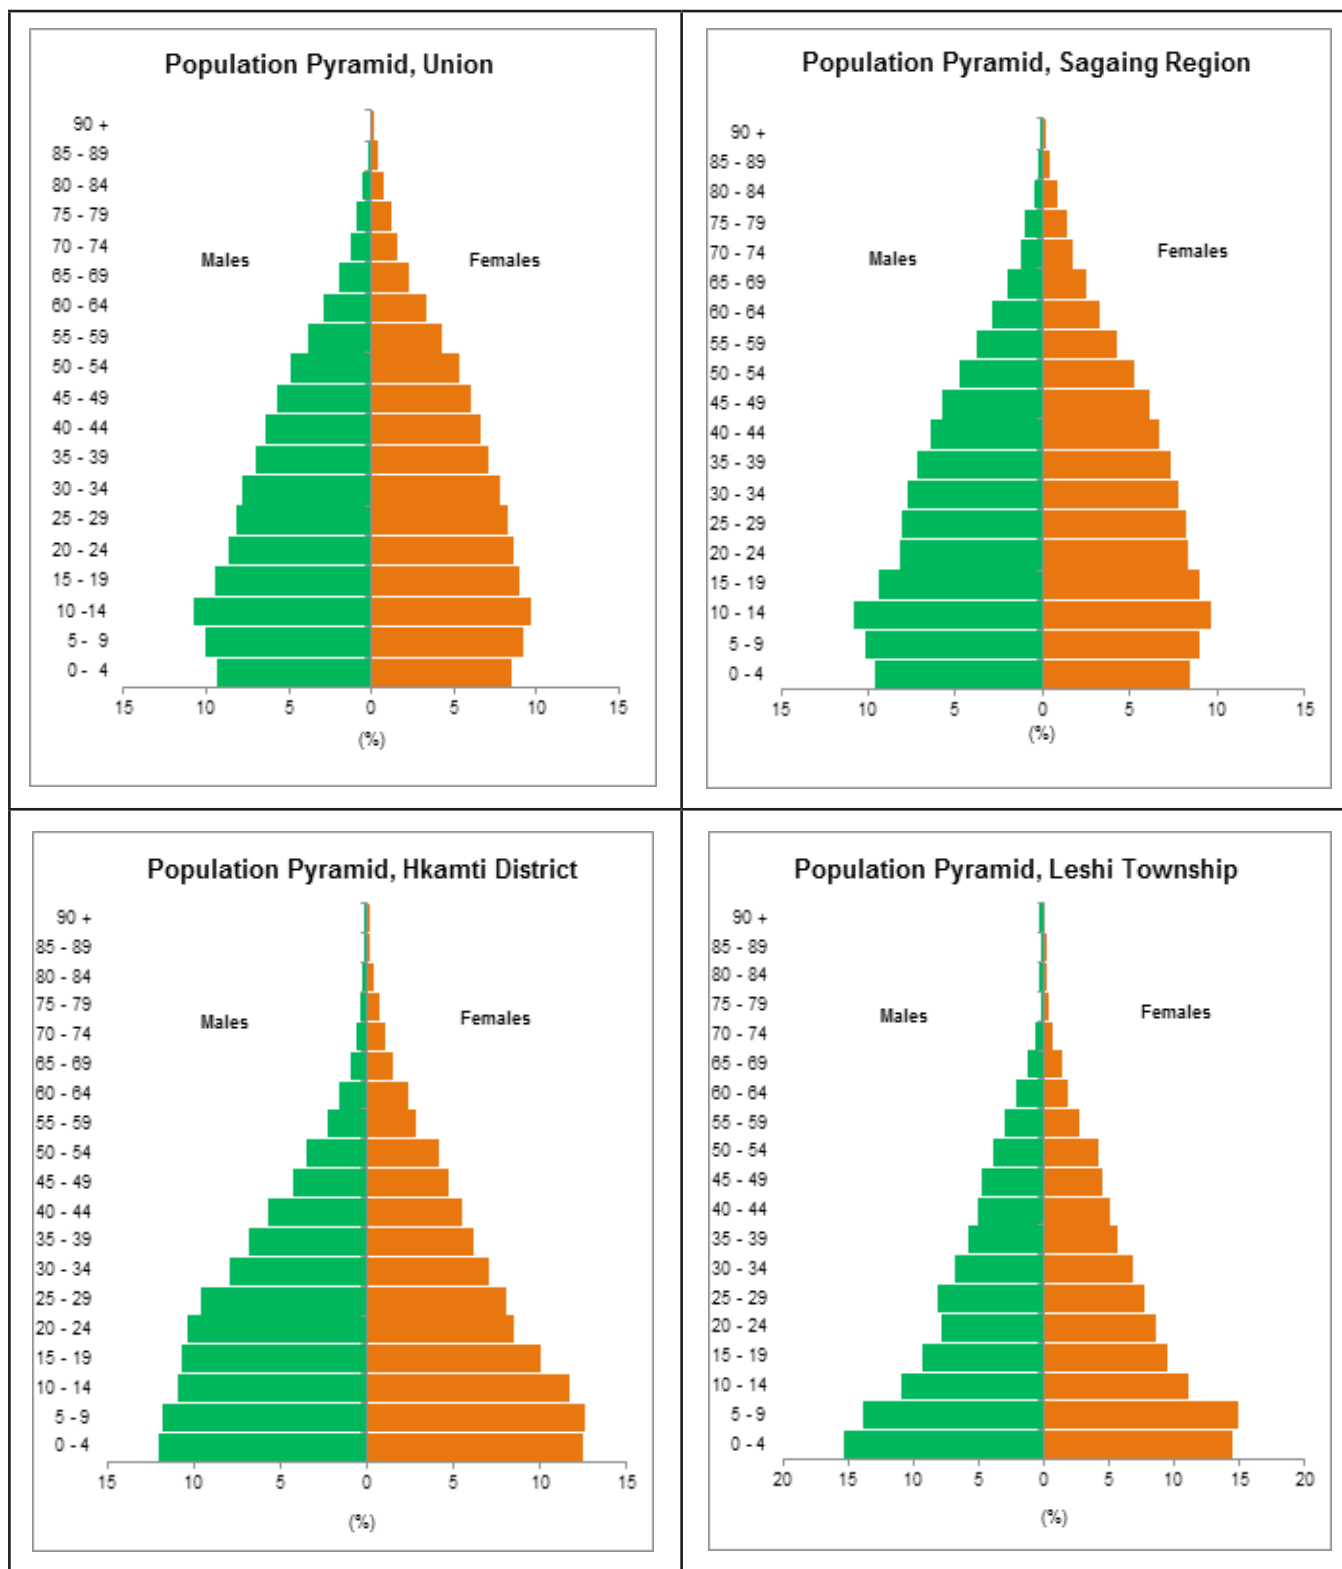 Population Pyramid, Union
90 +
85 - 89
80 - 84
75 - 79
70 - 74
Males
Females
65 - 69
60 - 64
55 - 59
50 - 54
45 - 49
40 - 44
35 - 39
30 - 34
25 - 29
20 - 24
15 - 19
10 -14
5 - 9
0 - 4
15 10 5 0 5 10 15
(%)
Population Pyramid, Sagaing Region
90 +
85 - 89
80 - 84
75 - 79
70 - 74
Males
Females
65 - 69
60 - 64
55 - 59
50 - 54
45 - 49
40 - 44
35 - 39
30 - 34
25 - 29
20 - 24
15 - 19
10 - 14
5 - 9
0 - 4
15 10 5 0 5 10 15
(%)
Population Pyramid, Hkamti District
90 +
85 - 89
80 - 84
75 - 79
Males
Females
70 - 74
65 - 69
60 - 64
55 - 59
50 - 54
45 - 49
40 - 44
35 - 39
30 - 34
25 - 29
20 - 24
15 - 19
10 - 14
5 - 9
0 - 4
15 10 5 0 5 10 15
(%)
Population Pyramid, Leshi Township
90 +
85 - 89
80 - 84
75 - 79
Males
Females
70 - 74
65 - 69
60 - 64
55 - 59
50 - 54
45 - 49
40 - 44
35 - 39
30 - 34
25 - 29
20 - 24
15 - 19
10 - 14
5 - 9
0 - 4
20 15 10 5 0 5 10 15 20
(%)